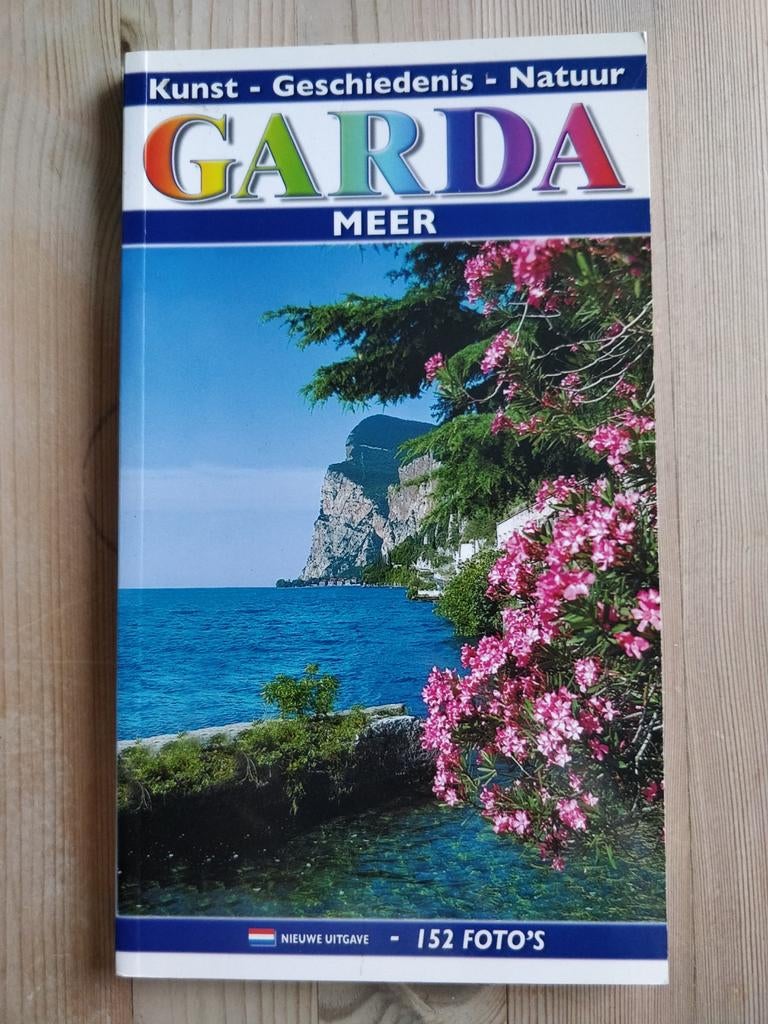 Kunst - Geschiedenis - Natuur
GARDA
MEER
NIEUWE UITGAVE - 152 FOTO'S